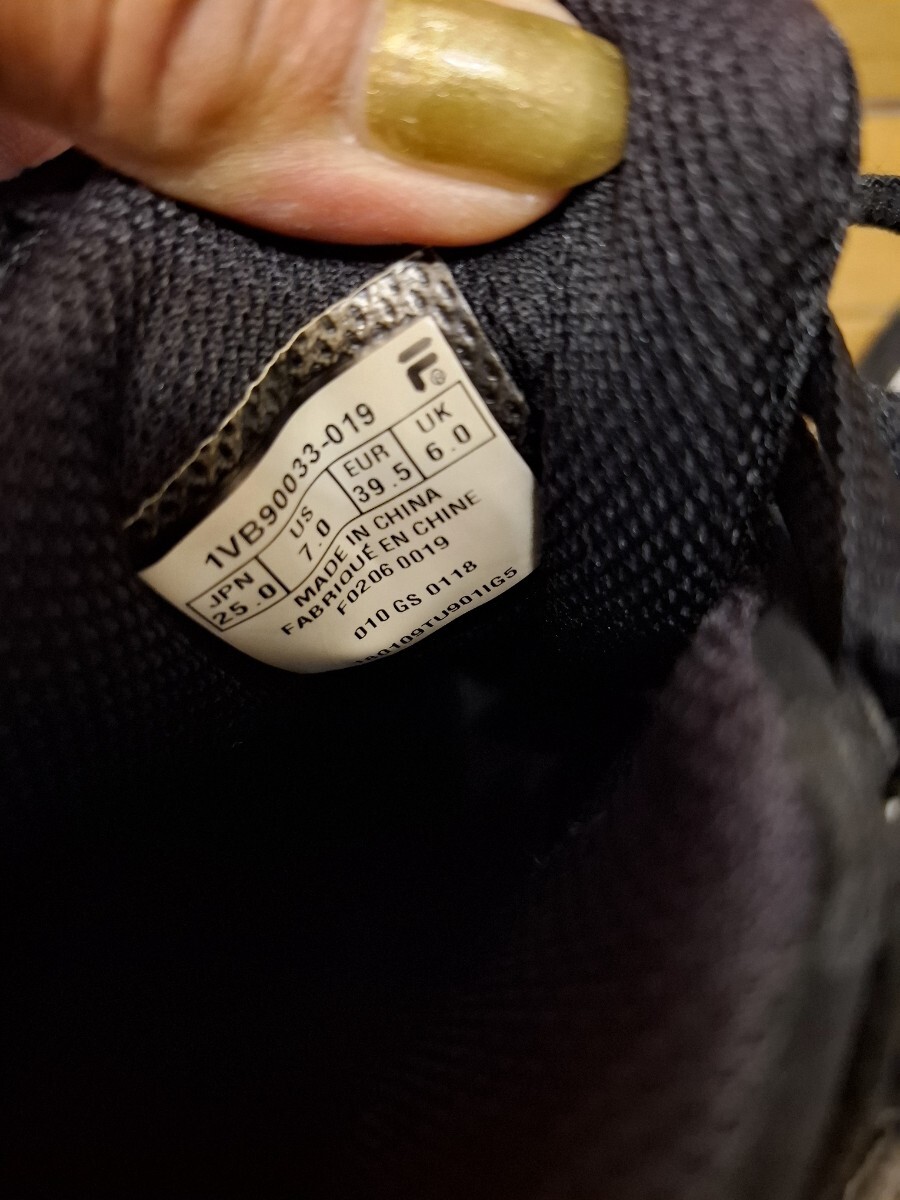 F®
1VB90033-019
JPN US EUR UK
25.0 7.0 39.5 6.0
MADE IN CHINA
FABRIQUÉ EN CHINE
F0206 0019
010 GS 0118